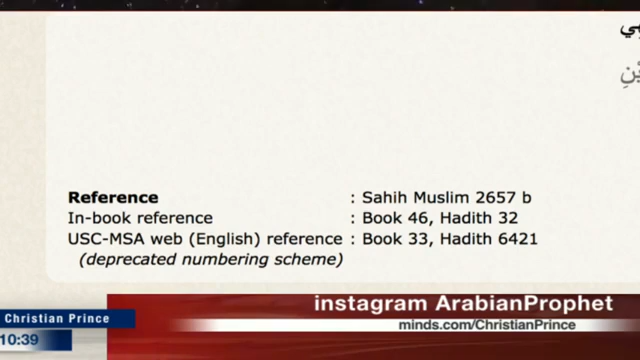 Reference : Sahih Muslim 2657 b
In-book reference : Book 46, Hadith 32
USC-MSA web (English) reference : Book 33, Hadith 6421
(deprecated numbering scheme)
instagram ArabianProphet
Christian Prince
minds.com/ChristianPrince
10:39